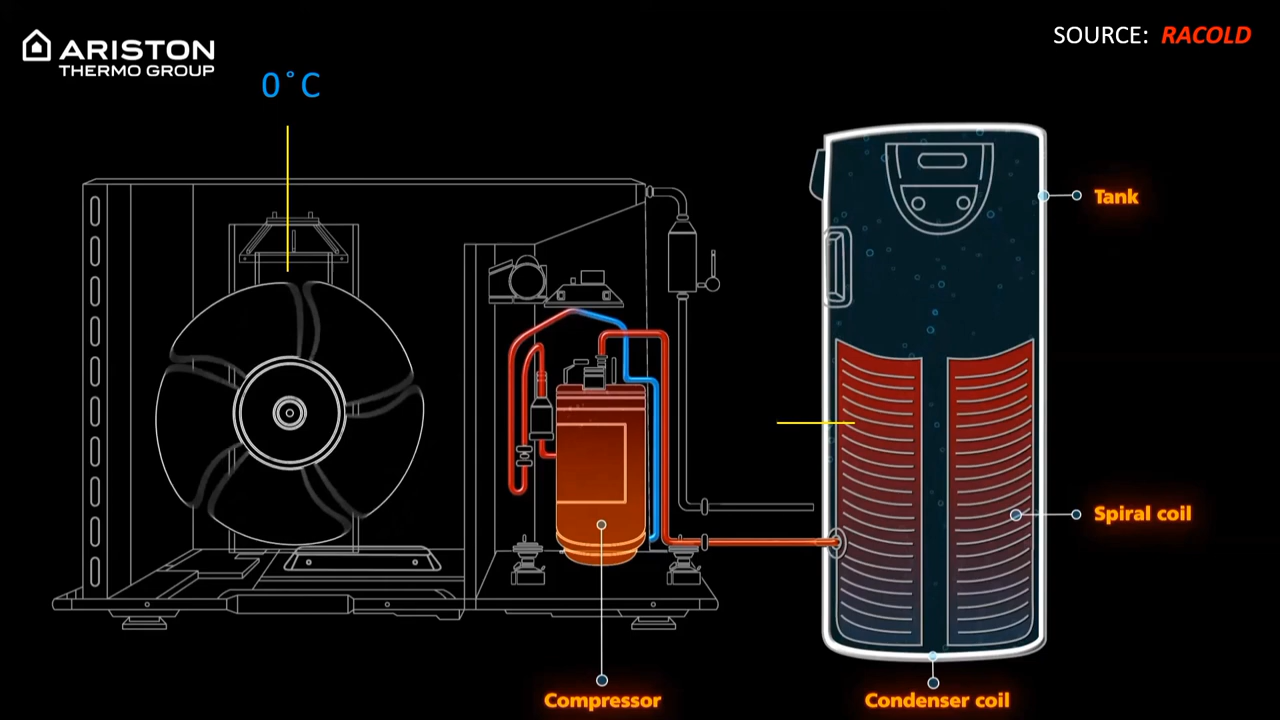 ARISTON
THERMO GROUP
SOURCE: RACOLD
0°C
Tank
Spiral coil
Compressor
Condenser coil